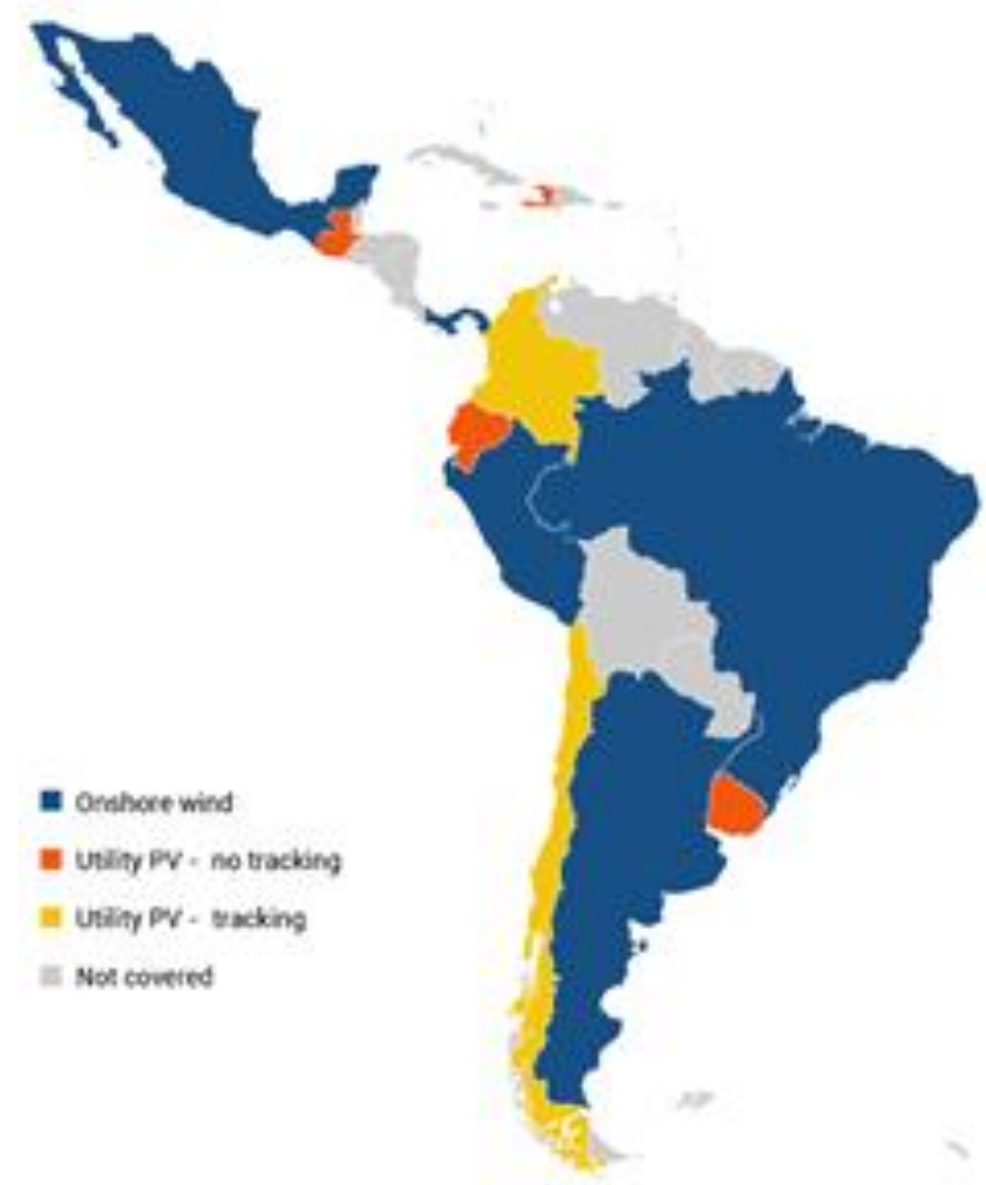 Onshore wind
Utility PV - no tracking
Utility PV - tracking
Not covered